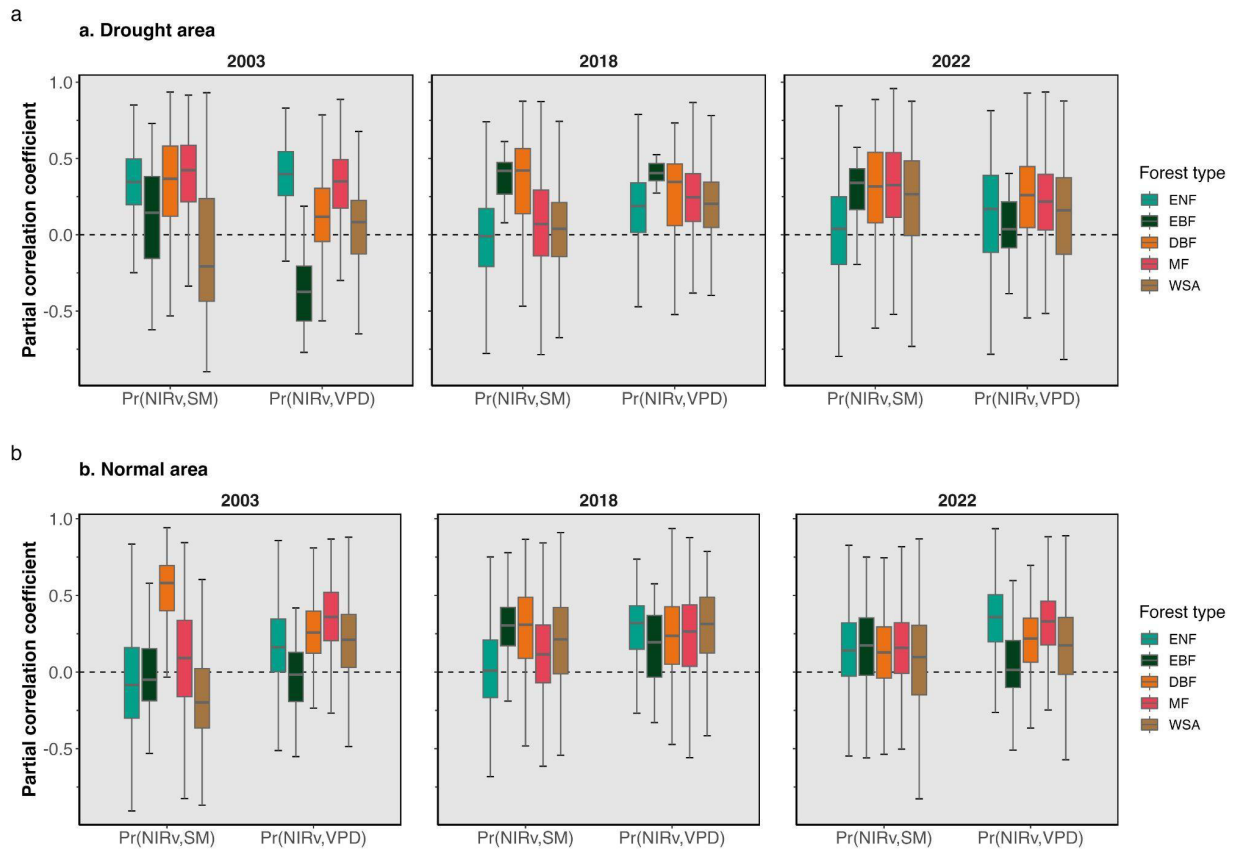 a
a. Drought area
2003
2018
2022
Partial correlation coefficient
1.0
0.5
0.0
-0.5
Pr(NIRv,SM)
Pr(NIRv,VPD)
Pr(NIRv,SM)
Pr(NIRv,VPD)
Pr(NIRv,SM)
Pr(NIRv,VPD)
Forest type
ENF
EBF
DBF
MF
WSA
b
b. Normal area
2003
2018
2022
Partial correlation coefficient
1.0
0.5
0.0
-0.5
Pr(NIRv,SM)
Pr(NIRv,VPD)
Pr(NIRv,SM)
Pr(NIRv,VPD)
Pr(NIRv,SM)
Pr(NIRv,VPD)
Forest type
ENF
EBF
DBF
MF
WSA